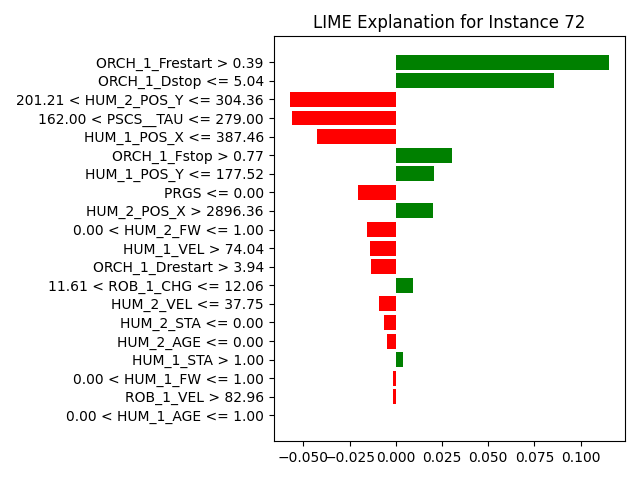 LIME Explanation for Instance 72
ORCH_1_Frestart > 0.39
ORCH_1_Dstop <= 5.04
201.21 < HUM_2_POS_Y <= 304.36
162.00 < PSCS__TAU <= 279.00
HUM_1_POS_X <= 387.46
ORCH_1_Fstop > 0.77
HUM_1_POS_Y <= 177.52
PRGS <= 0.00
HUM_2_POS_X > 2896.36
0.00 < HUM_2_FW <= 1.00
HUM_1_VEL > 74.04
ORCH_1_Drestart > 3.94
11.61 < ROB_1_CHG <= 12.06
HUM_2_VEL <= 37.75
HUM_2_STA <= 0.00
HUM_2_AGE <= 0.00
HUM_1_STA > 1.00
0.00 < HUM_1_FW <= 1.00
ROB_1_VEL > 82.96
0.00 < HUM_1_AGE <= 1.00
−0.050 −0.025 0.000 0.025 0.050 0.075 0.100